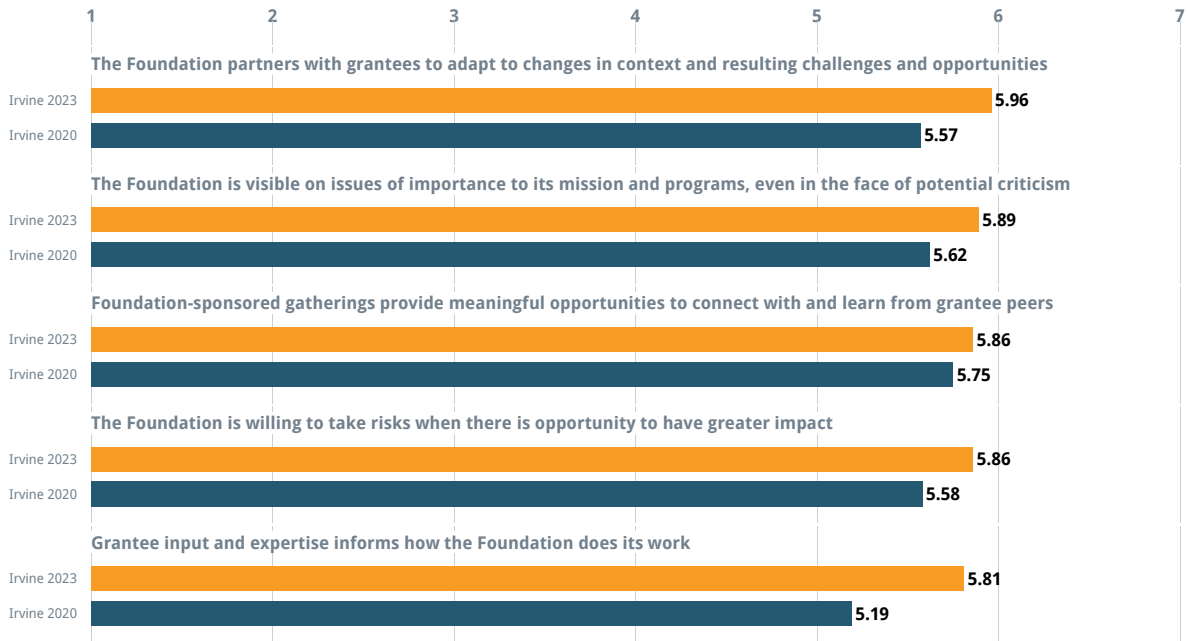 1 2 3 4 5 6 7
The Foundation partners with grantees to adapt to changes in context and resulting challenges and opportunities
Irvine 2023 5.96
Irvine 2020 5.57
The Foundation is visible on issues of importance to its mission and programs, even in the face of potential criticism
Irvine 2023 5.89
Irvine 2020 5.62
Foundation-sponsored gatherings provide meaningful opportunities to connect with and learn from grantee peers
Irvine 2023 5.86
Irvine 2020 5.75
The Foundation is willing to take risks when there is opportunity to have greater impact
Irvine 2023 5.86
Irvine 2020 5.58
Grantee input and expertise informs how the Foundation does its work
Irvine 2023 5.81
Irvine 2020 5.19